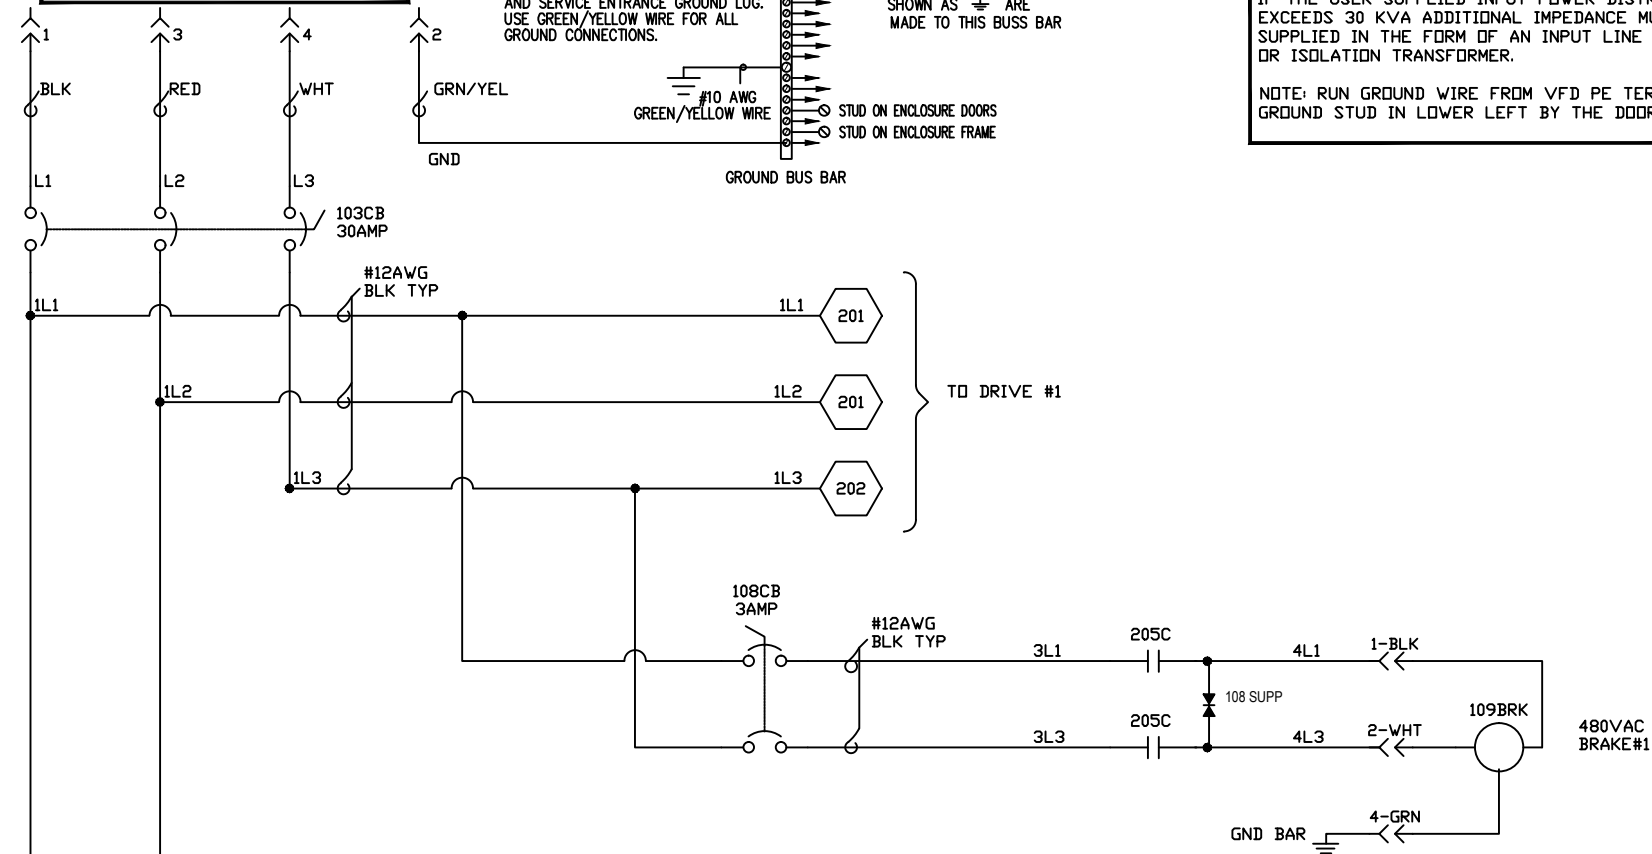 AND SERVICE ENTRANCE GROUND LUG.
USE GREEN/YELLOW WIRE FOR ALL
GROUND CONNECTIONS.
SHOWN AS ARE
MADE TO THIS BUSS BAR
IF THE USER SUPPLIED INPUT POWER
EXCEEDS 30 KVA ADDITIONAL IMPEDANCE
SUPPLIED IN THE FORM OF AN INPUT LINE
OR ISOLATION TRANSFORMER.
NOTE: RUN GROUND WIRE FROM VFD PE
GROUND STUD IN LOWER LEFT BY THE
1
3
4
2
BLK
RED
WHT
GRN/YEL
#10 AWG
GREEN/YELLOW WIRE
STUD ON ENCLOSURE DOORS
STUD ON ENCLOSURE FRAME
GND
GROUND BUS BAR
L1
L2
L3
103CB
30AMP
#12AWG
BLK TYP
1L1
1L1
201
1L2
1L2
201
TO DRIVE #1
1L3
1L3
202
108CB
3AMP
#12AWG
BLK TYP
3L1
205C
4L1
1-BLK
108 SUPP
3L3
205C
4L3
2-WHT
109BRK
480VAC
BRAKE#1
4-GRN
GND BAR